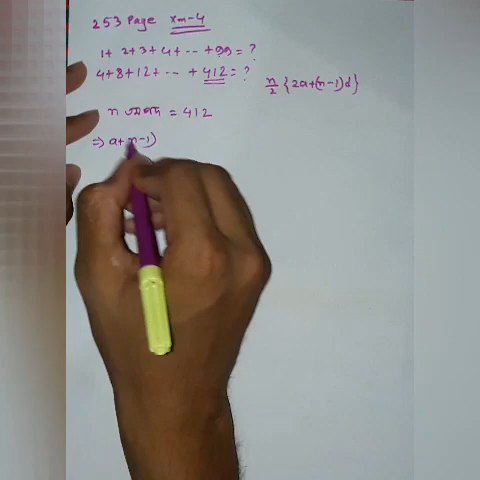 253 Page xm-4
1+ 2+3+4+ -- +99=?
4+8+12+ -- +412=?
n/2 {2a+(n-1)d}
n তম পদ = 412
⇒ a+n-1)